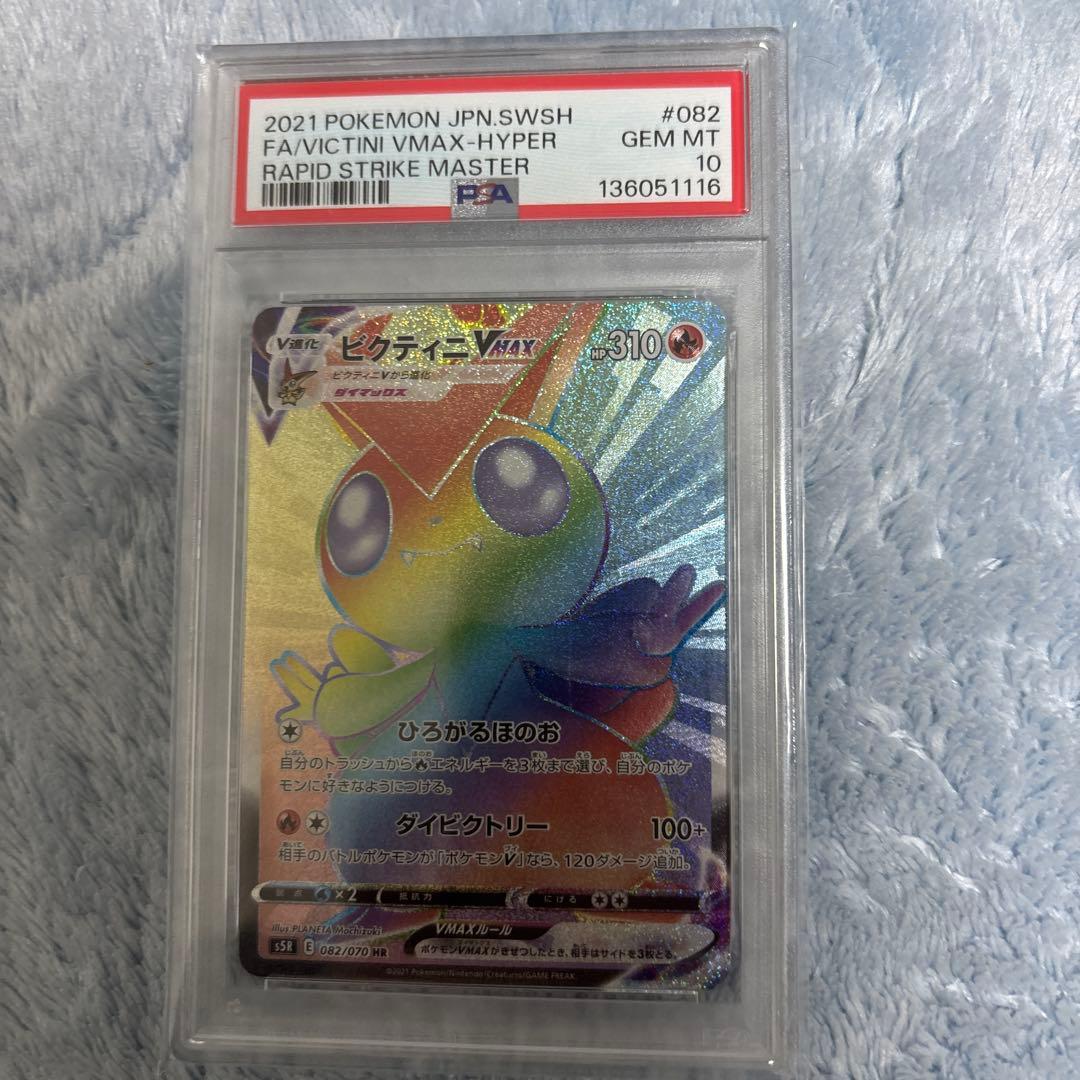 2021 POKEMON JPN.SWSH #082
FA/VICTINI VMAX-HYPER GEM MT
RAPID STRIKE MASTER 10
PSA 136051116
V進化 ビクティニVMAX HP310
ビクティニVから進化
ダイマックス
ひろがるほのお
自分のトラッシュからエネルギーを3枚まで選び、自分のポケ
モンに好きなようにつける。
ダイビクトリー 100+
相手のバトルポケモンが「ポケモンV」なら、120ダメージ追加。
弱点 ×2 抵抗力 にげる
Illus. PLANETA Mochizuki
VMAXルール
s5R E 082/070 HR
ポケモンVMAXがきぜつしたとき、相手はサイドを3枚とる。
©2021 Pokémon/Nintendo/Creatures/GAME FREAK.